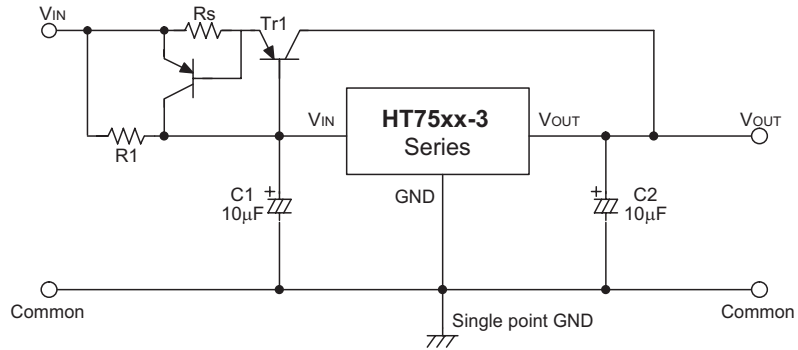 VIN
Rs
Tr1
R1
VIN
HT75xx-3
Series
VOUT
VOUT
GND
C1
10μF
C2
10μF
Common
Common
Single point GND